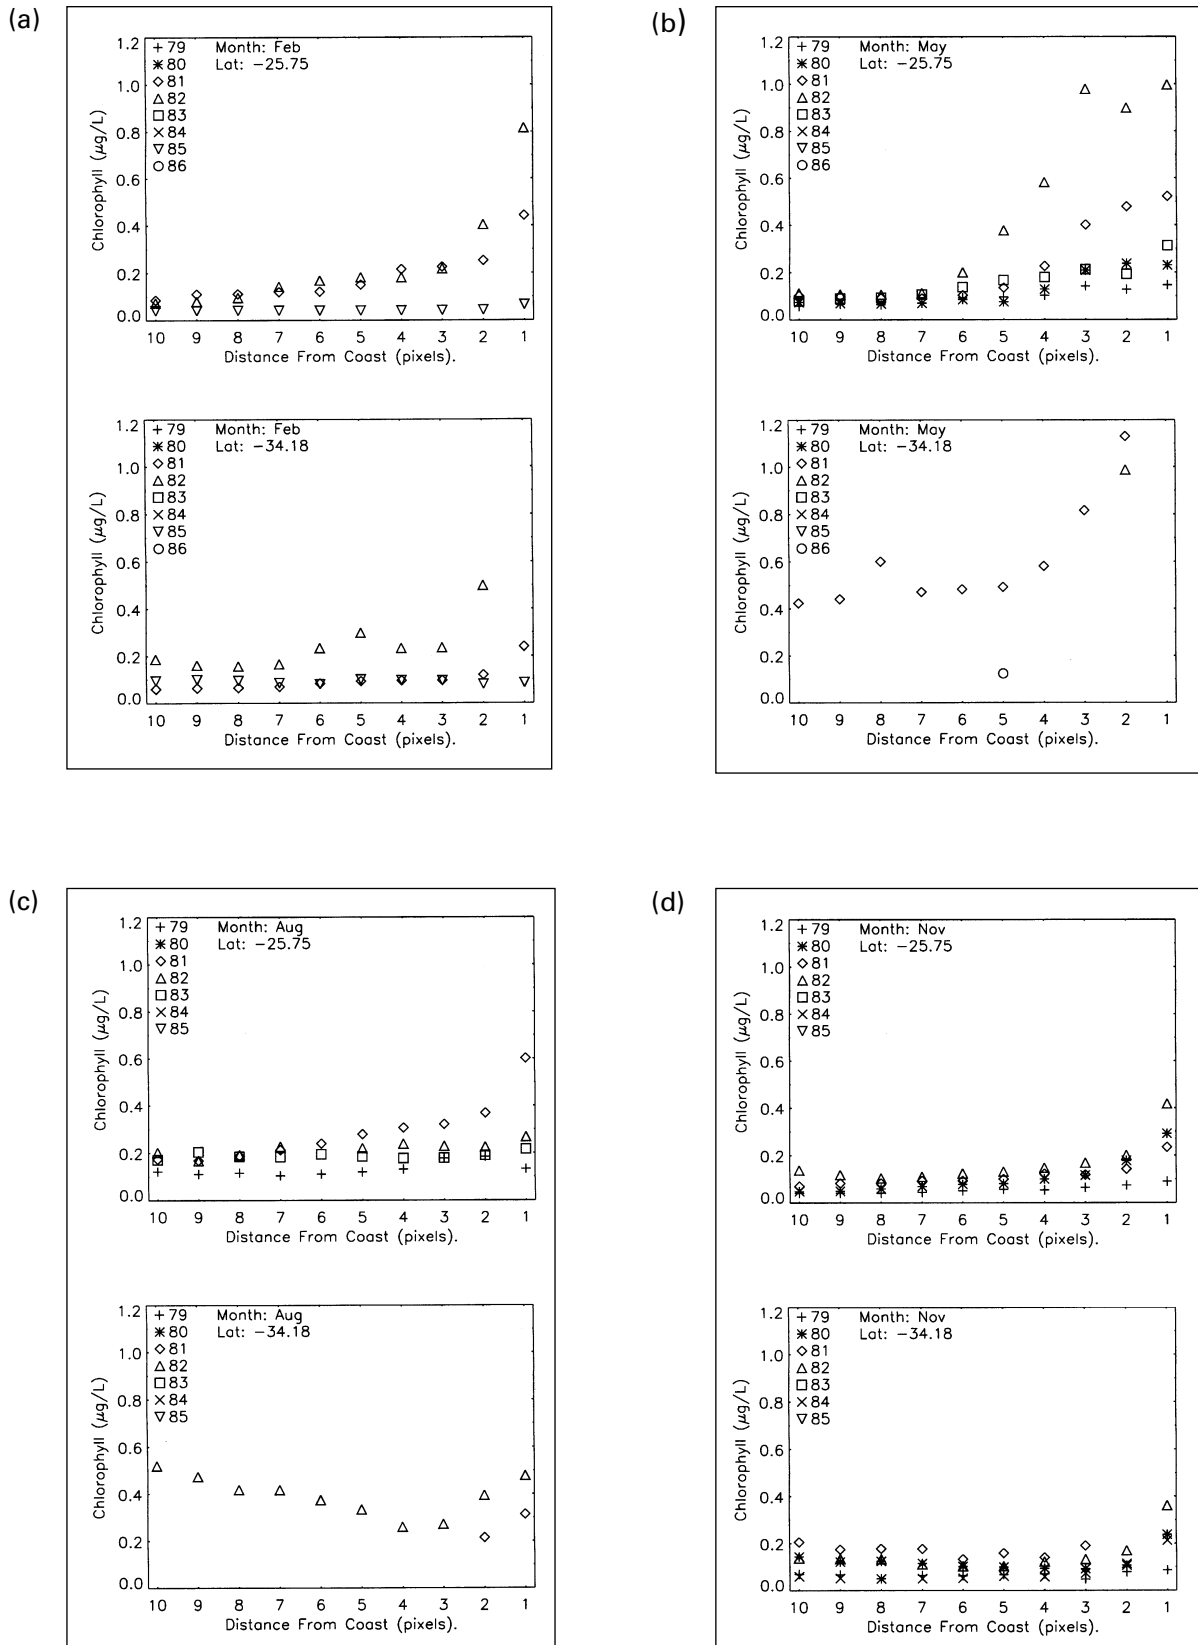 (a)
1.2
1.0
0.8
0.6
0.4
0.2
0.0
Chlorophyll (µg/L)
79
80
81
82
83
84
85
86
Month: Feb
Lat: −25.75
10 9 8 7 6 5 4 3 2 1
Distance From Coast (pixels).
1.2
1.0
0.8
0.6
0.4
0.2
0.0
Chlorophyll (µg/L)
79
80
81
82
83
84
85
86
Month: Feb
Lat: −34.18
10 9 8 7 6 5 4 3 2 1
Distance From Coast (pixels).
(b)
1.2
1.0
0.8
0.6
0.4
0.2
0.0
Chlorophyll (µg/L)
79
80
81
82
83
84
85
86
Month: May
Lat: −25.75
10 9 8 7 6 5 4 3 2 1
Distance From Coast (pixels).
1.2
1.0
0.8
0.6
0.4
0.2
0.0
Chlorophyll (µg/L)
79
80
81
82
83
84
85
86
Month: May
Lat: −34.18
10 9 8 7 6 5 4 3 2 1
Distance From Coast (pixels).
(c)
1.2
1.0
0.8
0.6
0.4
0.2
0.0
Chlorophyll (µg/L)
79
80
81
82
83
84
85
Month: Aug
Lat: −25.75
10 9 8 7 6 5 4 3 2 1
Distance From Coast (pixels).
1.2
1.0
0.8
0.6
0.4
0.2
0.0
Chlorophyll (µg/L)
79
80
81
82
83
84
85
Month: Aug
Lat: −34.18
10 9 8 7 6 5 4 3 2 1
Distance From Coast (pixels).
(d)
1.2
1.0
0.8
0.6
0.4
0.2
0.0
Chlorophyll (µg/L)
79
80
81
82
83
84
85
Month: Nov
Lat: −25.75
10 9 8 7 6 5 4 3 2 1
Distance From Coast (pixels).
1.2
1.0
0.8
0.6
0.4
0.2
0.0
Chlorophyll (µg/L)
79
80
81
82
83
84
85
Month: Nov
Lat: −34.18
10 9 8 7 6 5 4 3 2 1
Distance From Coast (pixels).